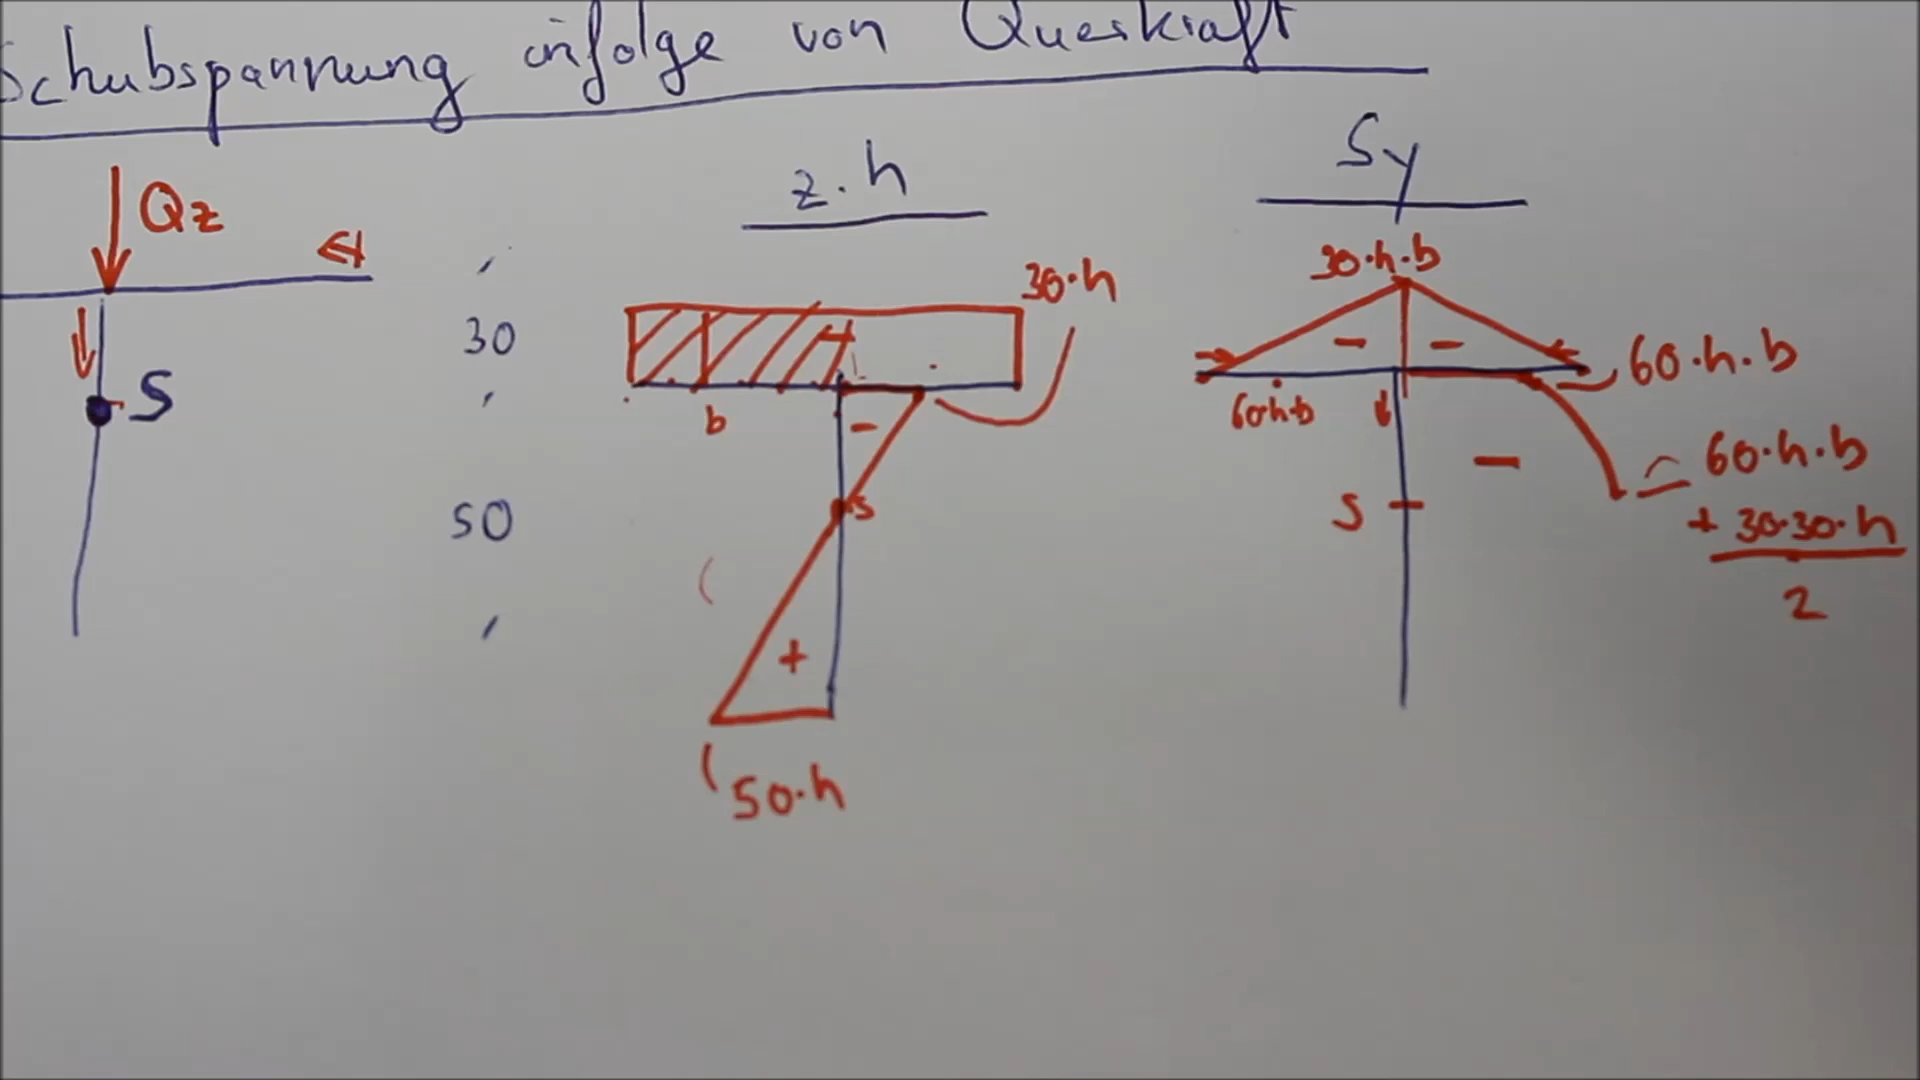 Schubspannung infolge von Querkraft
Qz
S
30
50
z·h
30·h
b
-
S
+
50·h
Sy
30·h·b
- -
60·h·b
60·h·b
-
S
= 60·h·b
+ 30·30·h
2